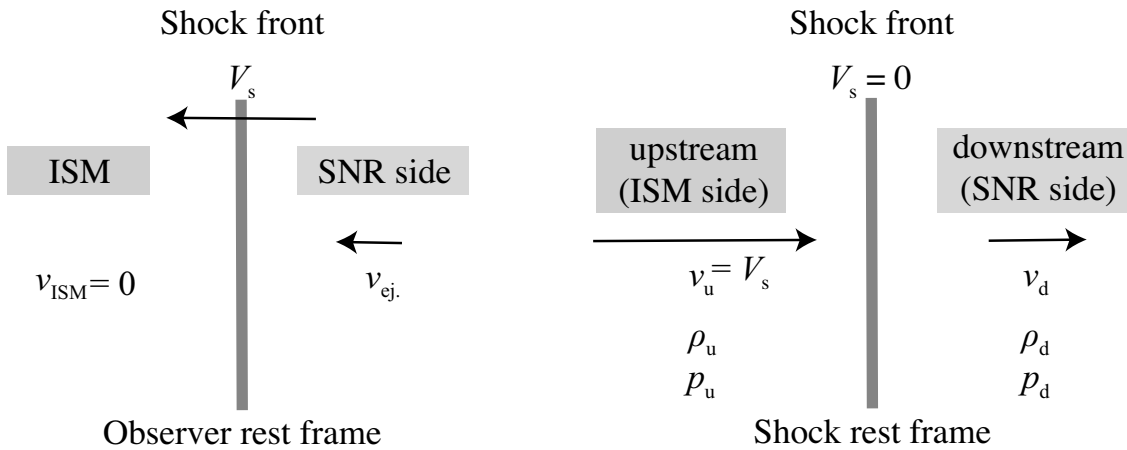 Shock front
V_s
ISM
SNR side
v_ISM = 0
v_ej.
Observer rest frame
Shock front
V_s = 0
upstream
(ISM side)
downstream
(SNR side)
v_u = V_s
v_d
ρ_u
ρ_d
p_u
p_d
Shock rest frame